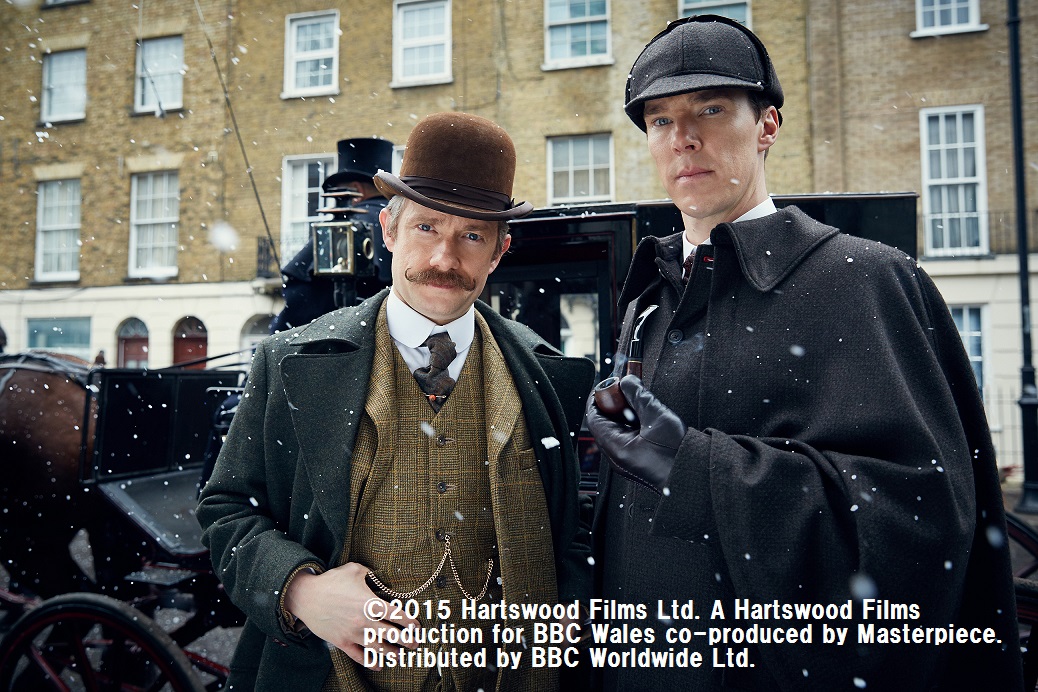 ©2015 Hartswood Films Ltd. A Hartswood Films
production for BBC Wales co-produced by Masterpiece.
Distributed by BBC Worldwide Ltd.